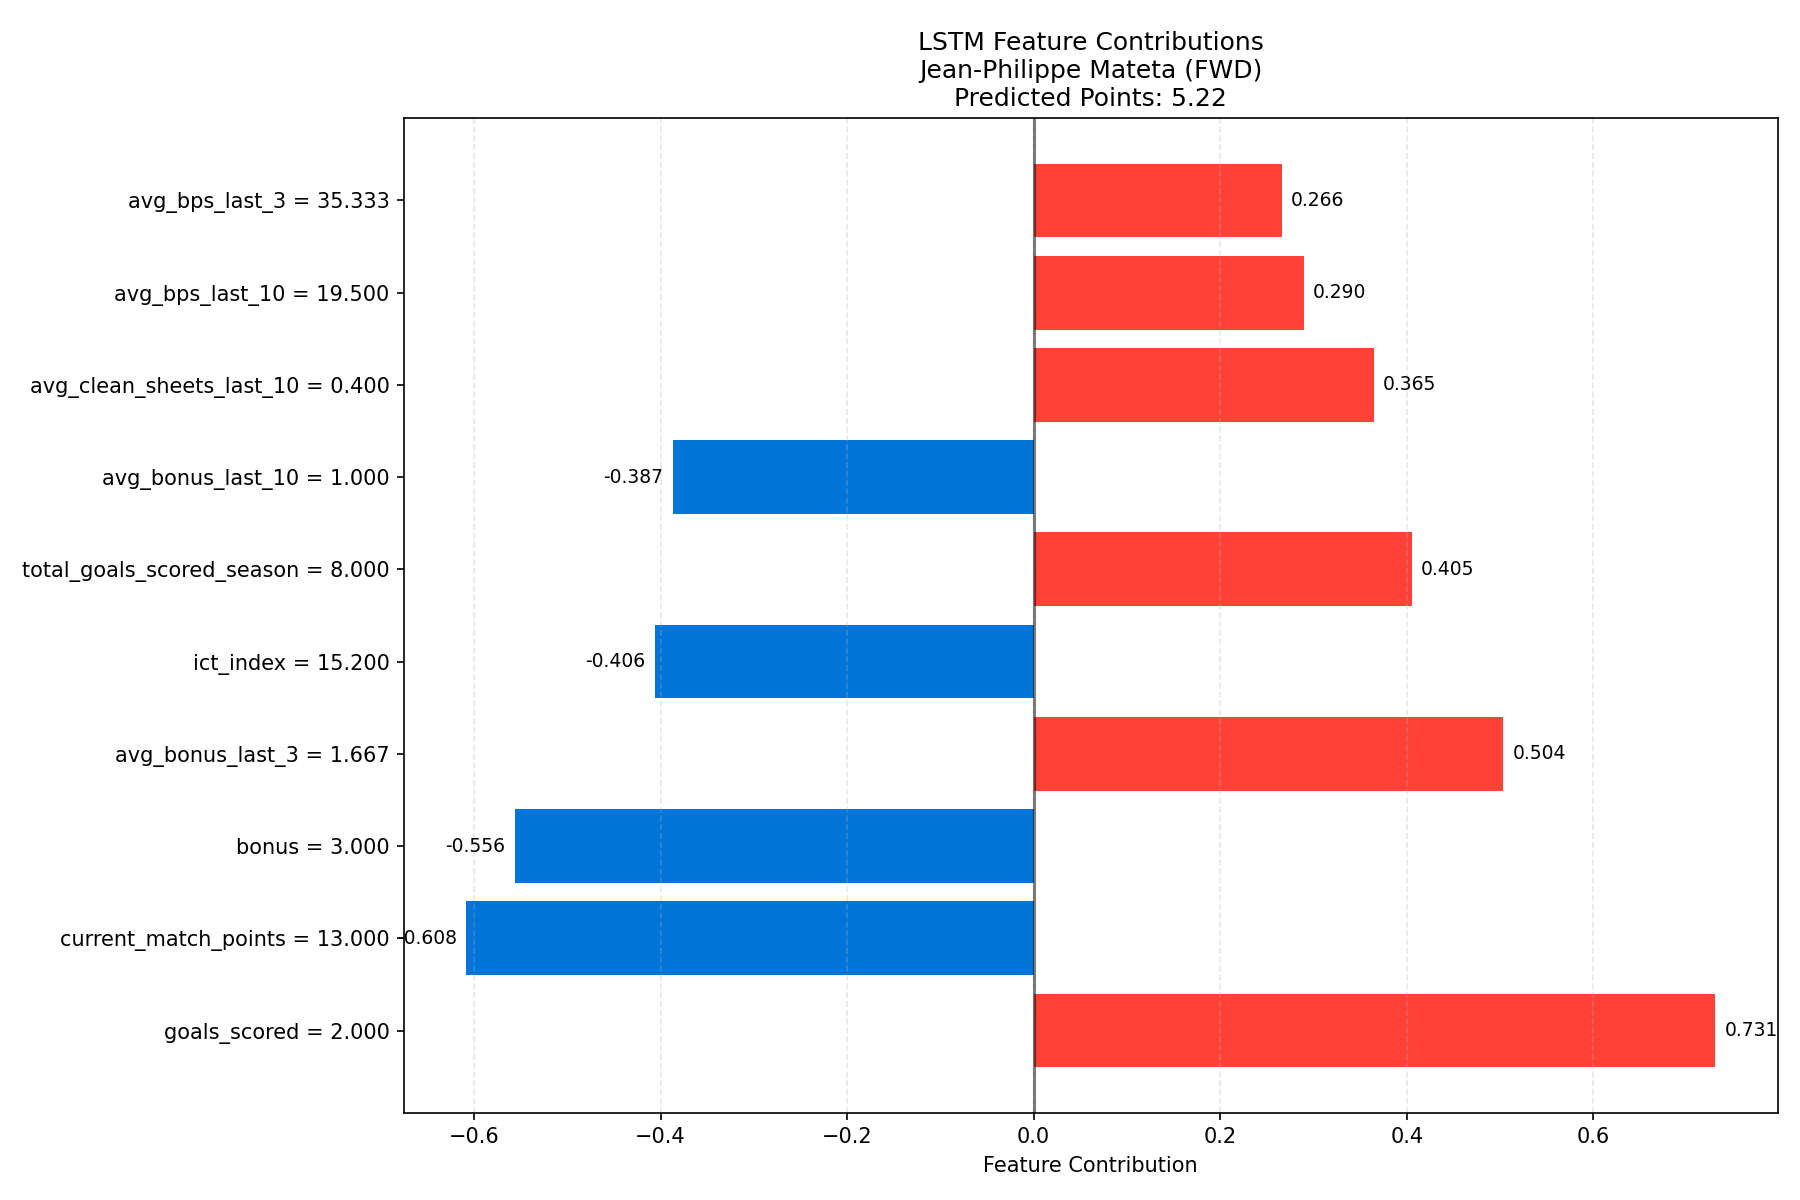 LSTM Feature Contributions
Jean-Philippe Mateta (FWD)
Predicted Points: 5.22
avg_bps_last_3 = 35.333
0.266
avg_bps_last_10 = 19.500
0.290
avg_clean_sheets_last_10 = 0.400
0.365
avg_bonus_last_10 = 1.000
-0.387
total_goals_scored_season = 8.000
0.405
ict_index = 15.200
-0.406
avg_bonus_last_3 = 1.667
0.504
bonus = 3.000
-0.556
current_match_points = 13.000
-0.608
goals_scored = 2.000
0.731
−0.6 −0.4 −0.2 0.0 0.2 0.4 0.6
Feature Contribution